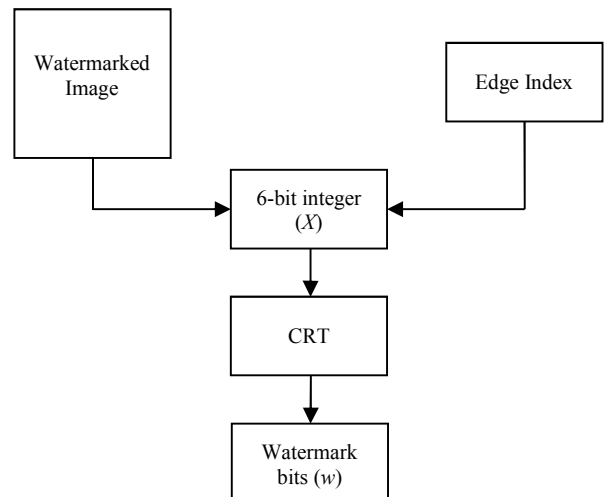 Watermarked
Image
Edge Index
6-bit integer
(X)
CRT
Watermark
bits (w)